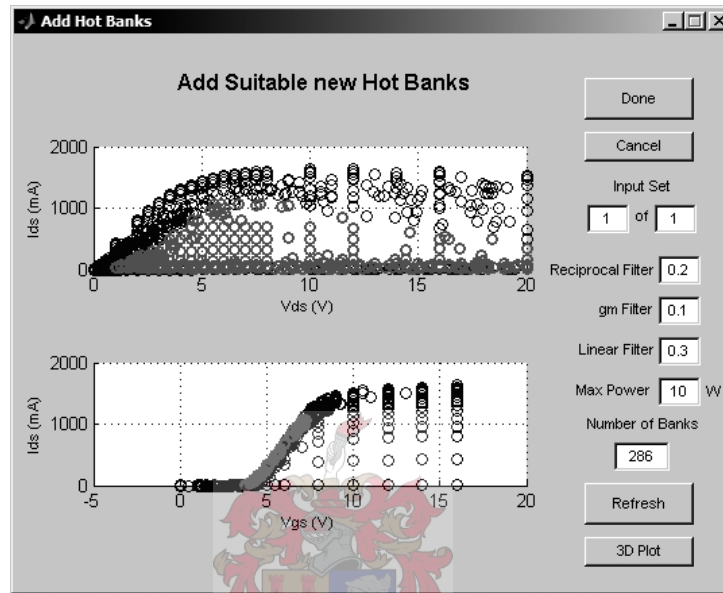 Add Hot Banks
Add Suitable new Hot Banks
2000
1000
0
Ids (mA)
0
5
10
15
20
Vds (V)
2000
1000
0
Ids (mA)
-5
0
5
10
15
20
Vgs (V)
Done
Cancel
Input Set
1 of 1
Reciprocal Filter 0.2
gm Filter 0.1
Linear Filter 0.3
Max Power 10 W
Number of Banks
286
Refresh
3D Plot